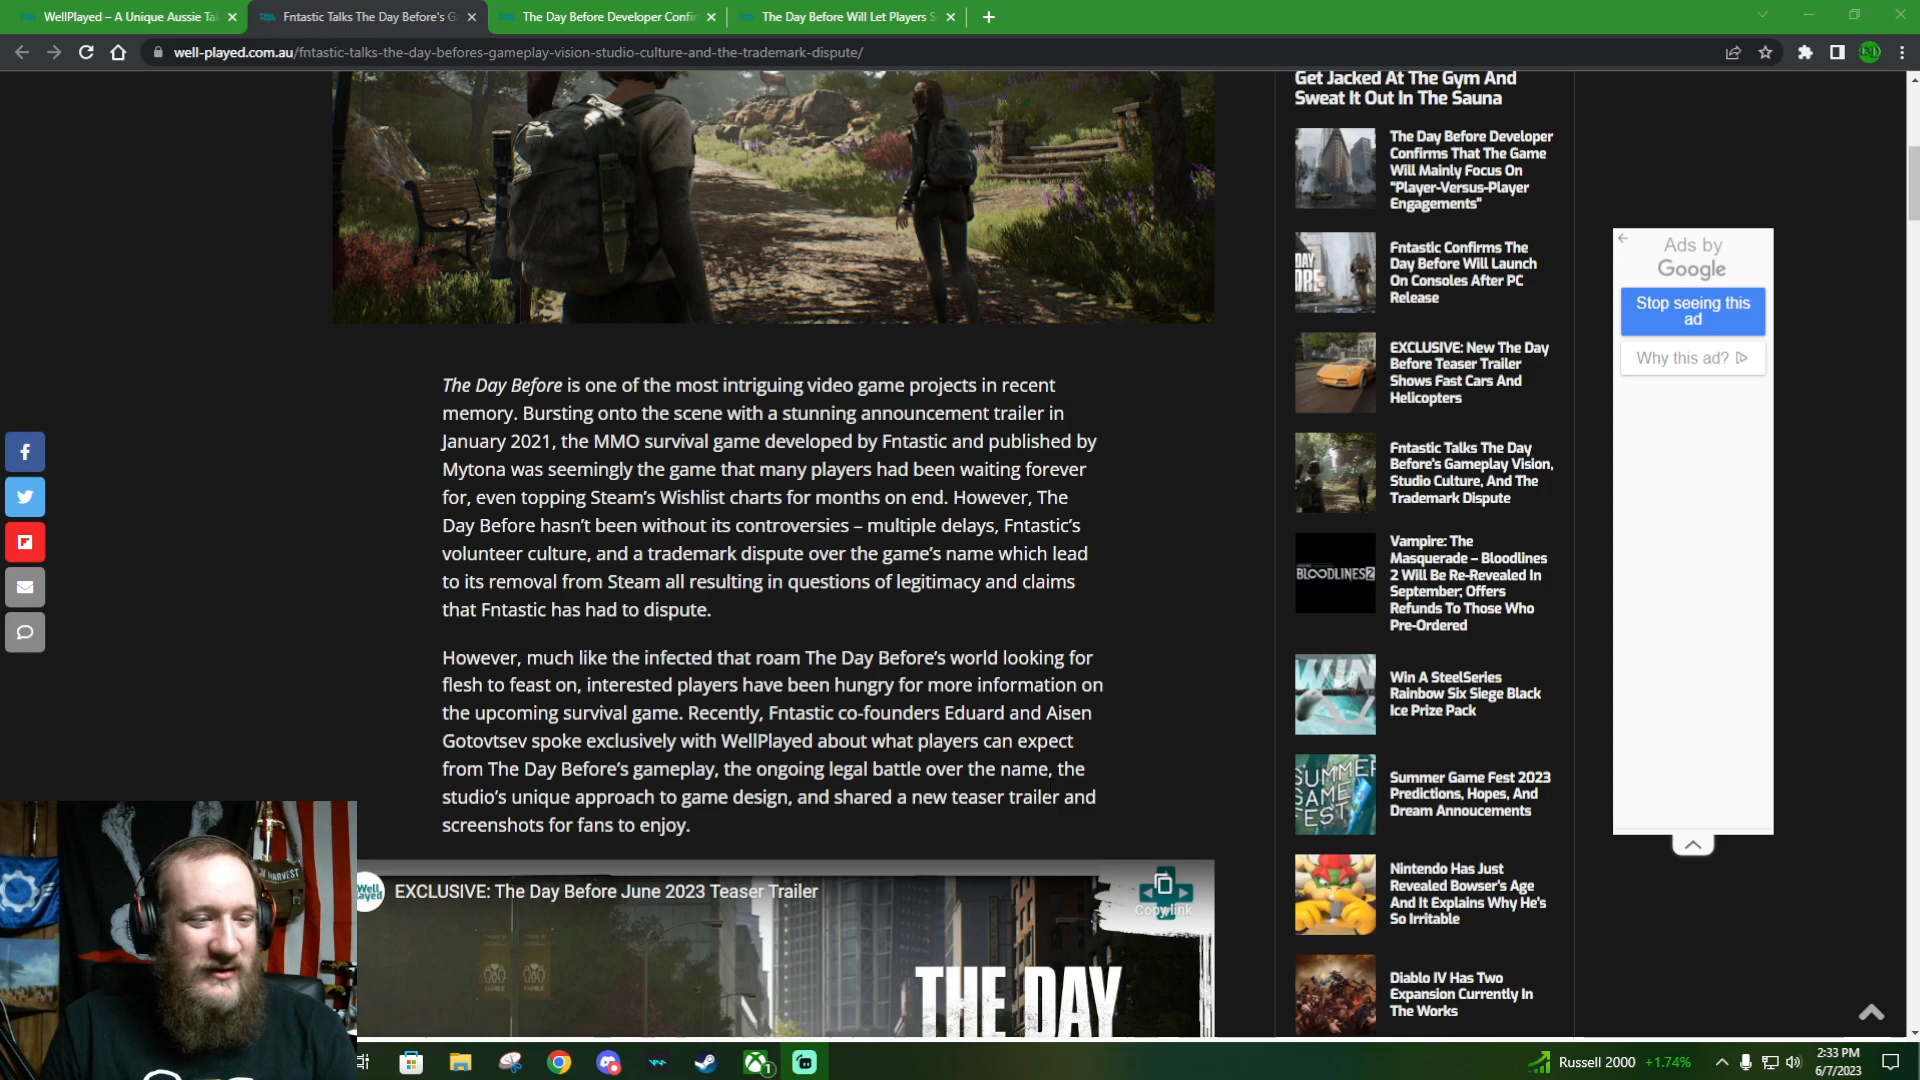 WellPlayed – A Unique Aussie Ta
Fntastic Talks The Day Before's G
The Day Before Developer Confir
The Day Before Will Let Players S
well-played.com.au/fntastic-talks-the-day-befores-gameplay-vision-studio-culture-and-the-trademark-dispute/
The Day Before is one of the most intriguing video game projects in recent
memory. Bursting onto the scene with a stunning announcement trailer in
January 2021, the MMO survival game developed by Fntastic and published by
Mytona was seemingly the game that many players had been waiting forever
for, even topping Steam's Wishlist charts for months on end. However, The
Day Before hasn't been without its controversies – multiple delays, Fntastic's
volunteer culture, and a trademark dispute over the game's name which lead
to its removal from Steam all resulting in questions of legitimacy and claims
that Fntastic has had to dispute.
However, much like the infected that roam The Day Before's world looking for
flesh to feast on, interested players have been hungry for more information on
the upcoming survival game. Recently, Fntastic co-founders Eduard and Aisen
Gotovtsev spoke exclusively with WellPlayed about what players can expect
from The Day Before's gameplay, the ongoing legal battle over the name, the
studio's unique approach to game design, and shared a new teaser trailer and
screenshots for fans to enjoy.
Well
played
EXCLUSIVE: The Day Before June 2023 Teaser Trailer
Copy link
THE DAY
Get Jacked At The Gym And
Sweat It Out In The Sauna
The Day Before Developer
Confirms That The Game
Will Mainly Focus On
"Player-Versus-Player
Engagements"
Fntastic Confirms The
Day Before Will Launch
On Consoles After PC
Release
EXCLUSIVE: New The Day
Before Teaser Trailer
Shows Fast Cars And
Helicopters
Fntastic Talks The Day
Before's Gameplay Vision,
Studio Culture, And The
Trademark Dispute
BLOODLINES 2
Vampire: The
Masquerade – Bloodlines
2 Will Be Re-Revealed In
September; Offers
Refunds To Those Who
Pre-Ordered
WIN
Win A SteelSeries
Rainbow Six Siege Black
Ice Prize Pack
SUMMER
GAME
FEST
Summer Game Fest 2023
Predictions, Hopes, And
Dream Annoucements
Nintendo Has Just
Revealed Bowser's Age
And It Explains Why He's
So Irritable
Diablo IV Has Two
Expansion Currently In
The Works
Ads by
Google
Stop seeing this
ad
Why this ad?
HARVEST
1
Russell 2000 +1.74%
2:33 PM
6/7/2023